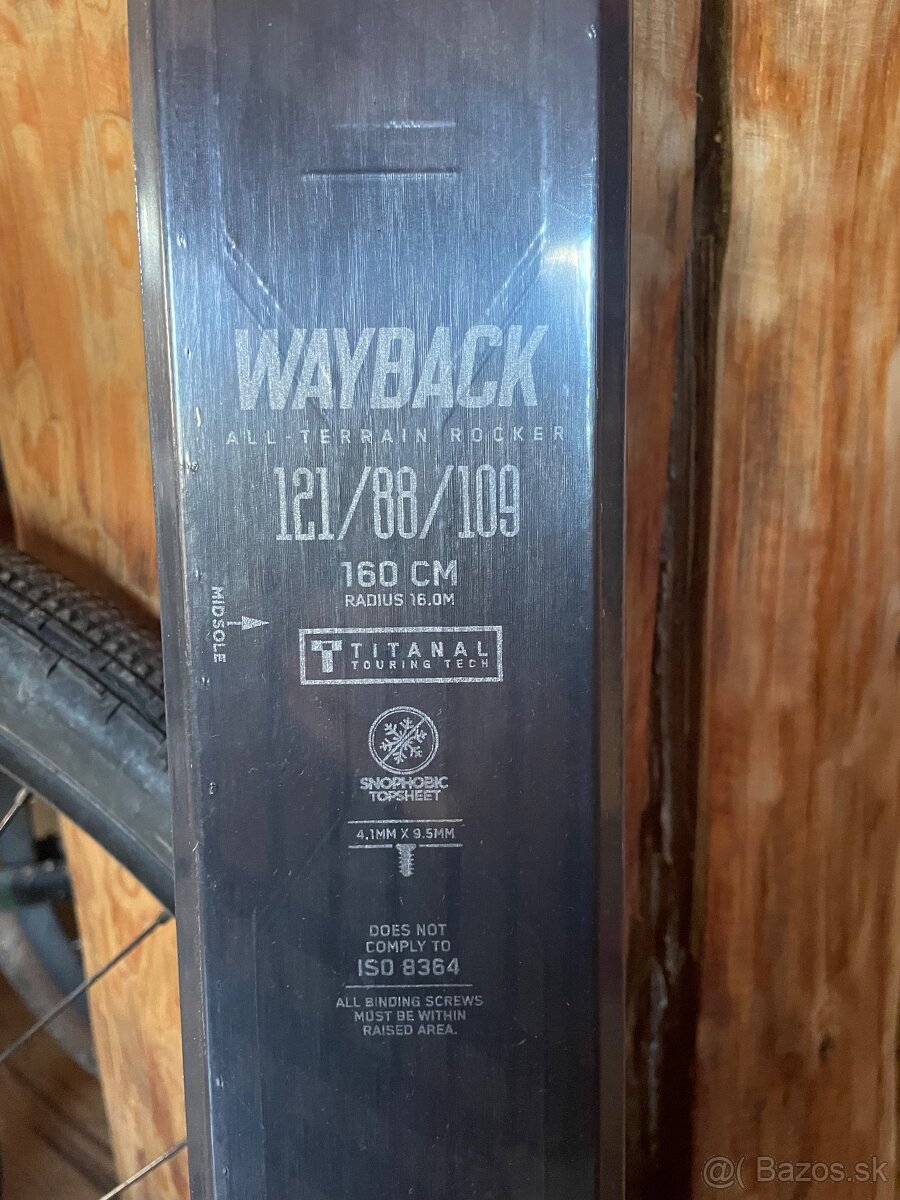 WAYBACK
ALL-TERRAIN ROCKER
121/88/109
160 CM
RADIUS 16.0M
MIDSOLE
TITANAL
TOURING TECH
SNOPHOBIC
TOPSHEET
4.1MM X 9.5MM
DOES NOT
COMPLY TO
ISO 8364
ALL BINDING SCREWS
MUST BE WITHIN
RAISED AREA.
@( Bazos.sk